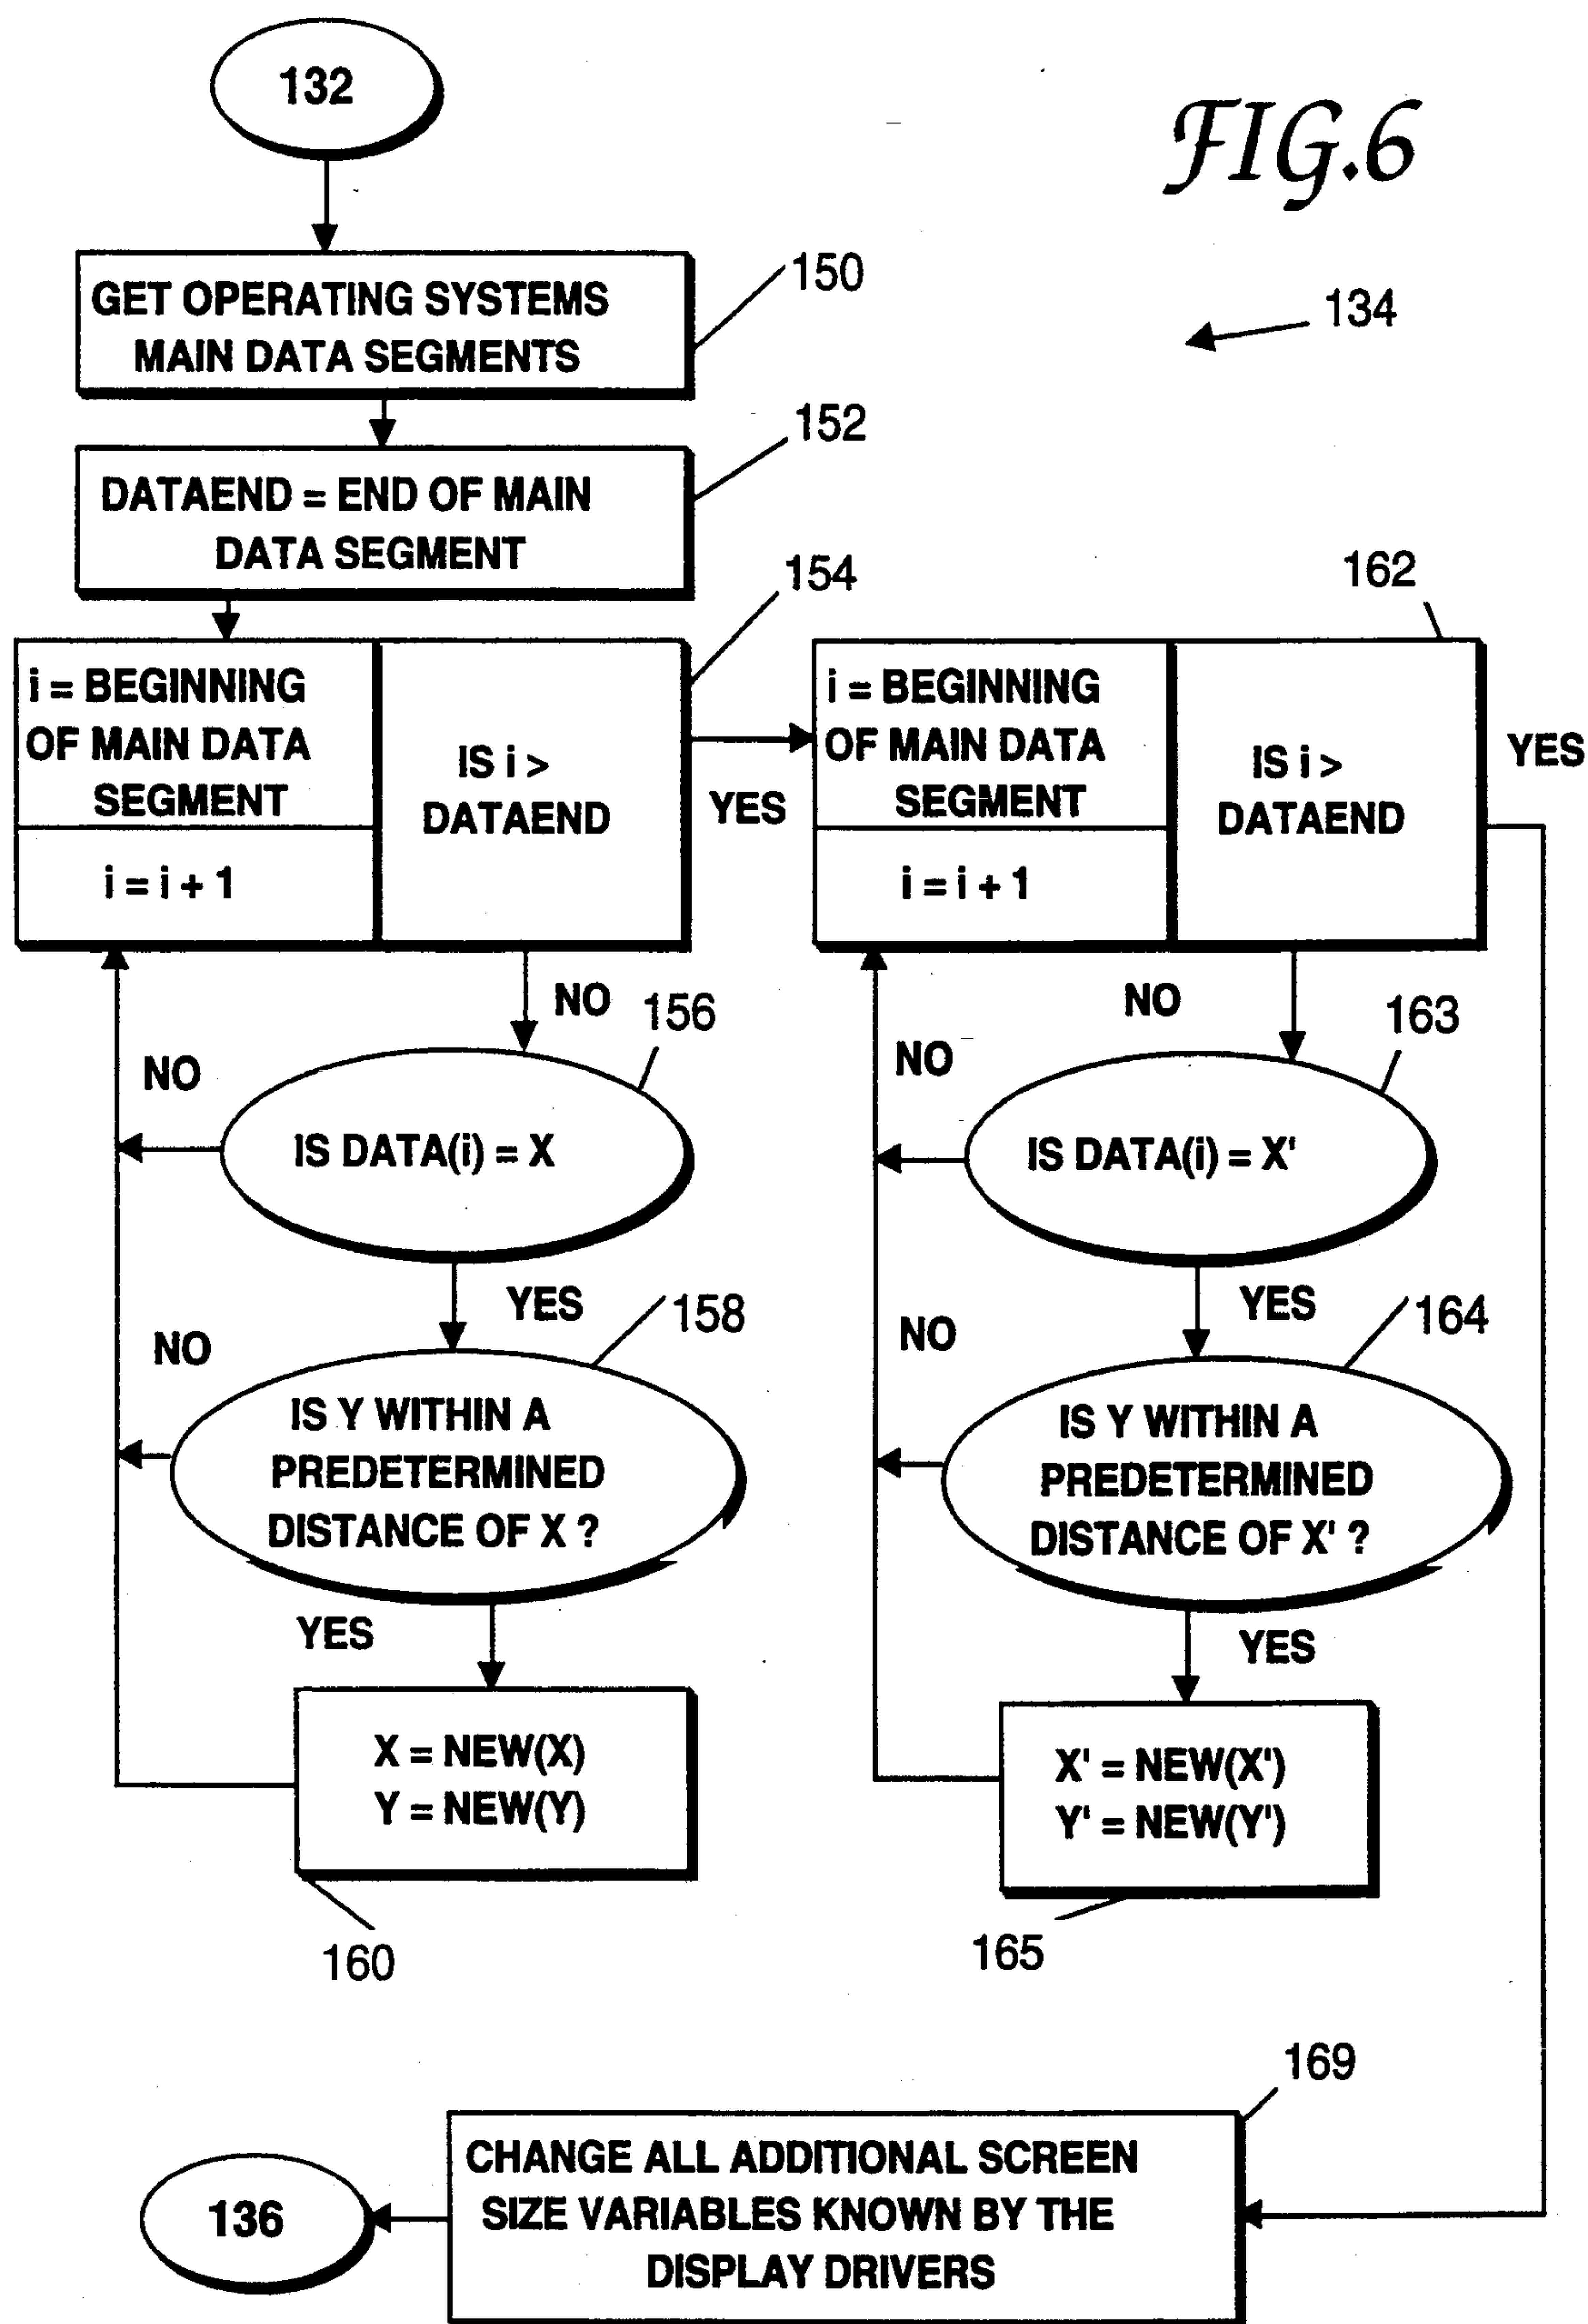 132
FIG.6
GET OPERATING SYSTEMS
MAIN DATA SEGMENTS
150
134
DATAEND = END OF MAIN
DATA SEGMENT
152
154
162
i = BEGINNING
OF MAIN DATA
SEGMENT
i = i + 1
IS i >
DATAEND
YES
i = BEGINNING
OF MAIN DATA
SEGMENT
i = i + 1
IS i >
DATAEND
YES
NO
156
NO
IS DATA(i) = X
YES
158
NO
IS Y WITHIN A
PREDETERMINED
DISTANCE OF X ?
YES
X = NEW(X)
Y = NEW(Y)
160
NO
163
NO
IS DATA(i) = X'
YES
164
NO
IS Y WITHIN A
PREDETERMINED
DISTANCE OF X' ?
YES
X' = NEW(X')
Y' = NEW(Y')
165
169
CHANGE ALL ADDITIONAL SCREEN
SIZE VARIABLES KNOWN BY THE
DISPLAY DRIVERS
136